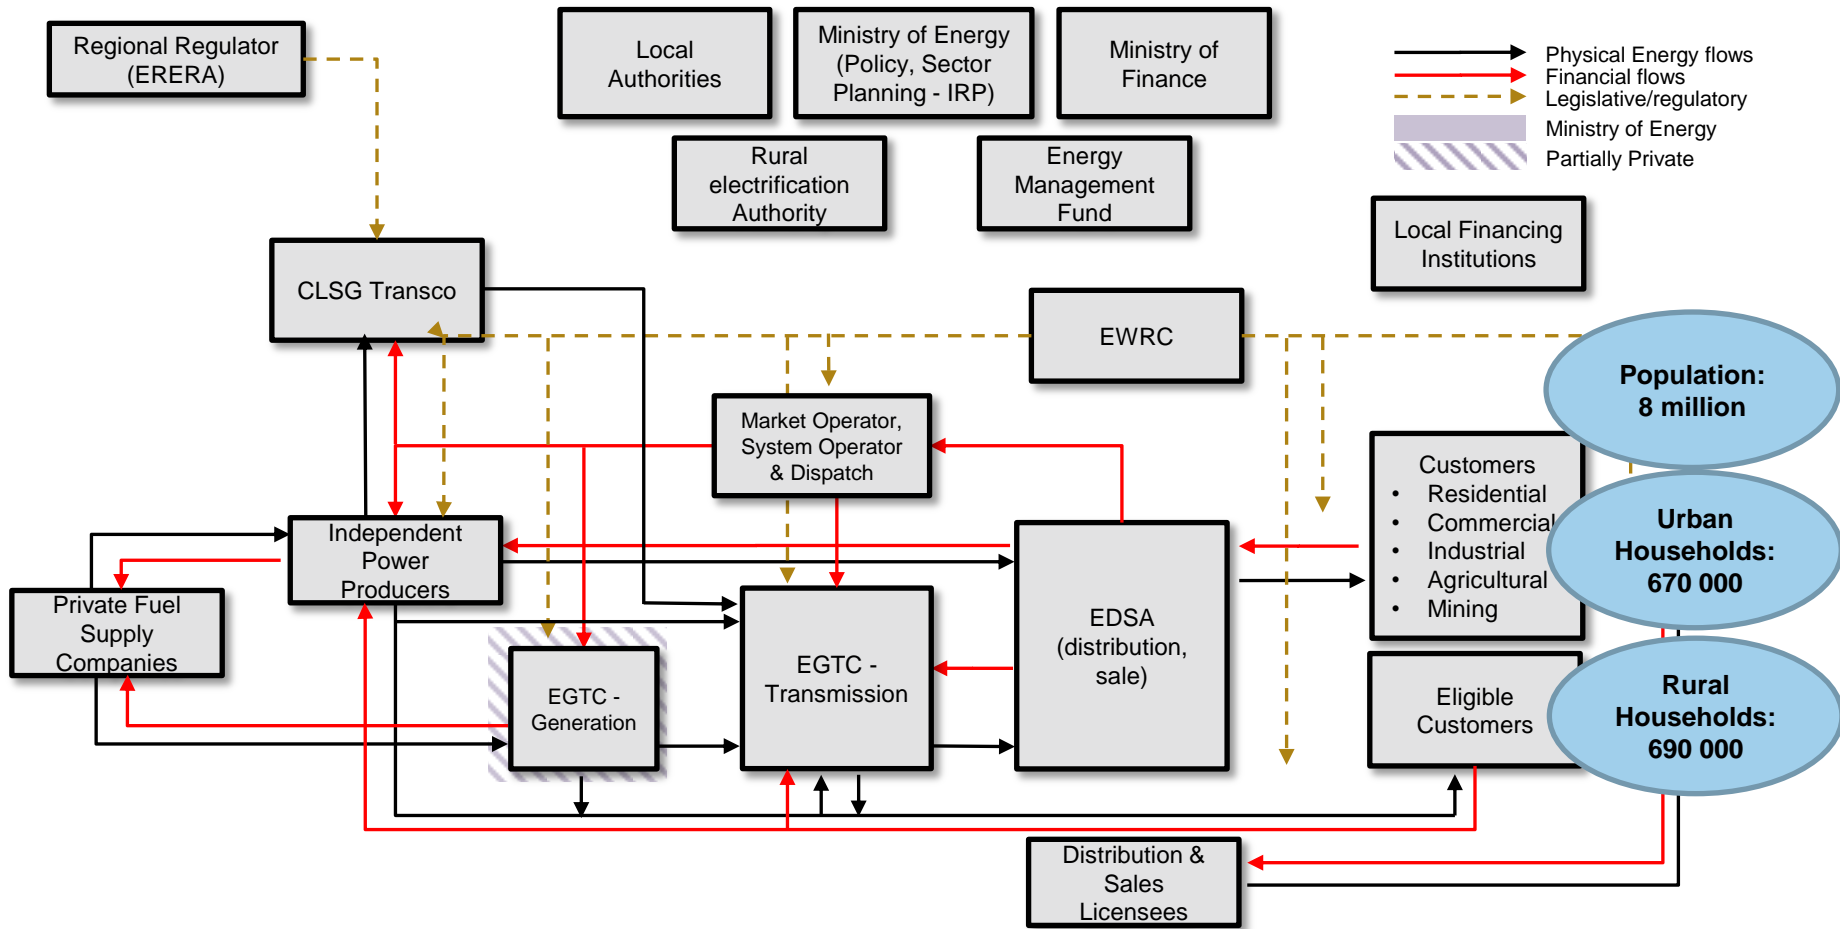 Regional Regulator
(ERERA)
Local
Authorities
Ministry of Energy
(Policy, Sector
Planning - IRP)
Ministry of
Finance
Physical Energy flows
Financial flows
Legislative/regulatory
Ministry of Energy
Partially Private
Rural
electrification
Authority
Energy
Management
Fund
Local Financing
Institutions
CLSG Transco
EWRC
Population:
8 million
Market Operator,
System Operator
& Dispatch
Customers
• Residential
• Commercial
• Industrial
• Agricultural
• Mining
Urban
Households:
670 000
Independent
Power
Producers
Private Fuel
Supply
Companies
EGTC -
Generation
EGTC -
Transmission
EDSA
(distribution,
sale)
Eligible
Customers
Rural
Households:
690 000
Distribution &
Sales
Licensees